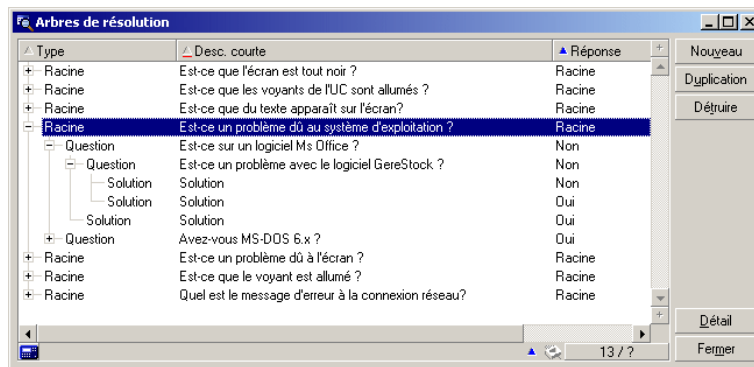 Arbres de résolution
Type Desc. courte Réponse
Racine Est-ce que l'écran est tout noir ? Racine
Racine Est-ce que les voyants de l'UC sont allumés ? Racine
Racine Est-ce que du texte apparaît sur l'écran? Racine
Racine Est-ce un problème dû au système d'exploitation ? Racine
Question Est-ce sur un logiciel Ms Office ? Non
Question Est-ce un problème avec le logiciel GereStock ? Non
Solution Solution Non
Solution Solution Oui
Solution Solution Oui
Question Avez-vous MS-DOS 6.x ? Oui
Racine Est-ce un problème dû à l'écran ? Racine
Racine Est-ce que le voyant est allumé ? Racine
Racine Quel est le message d'erreur à la connexion réseau? Racine
13 / ?
Nouveau
Duplication
Détruire
Détail
Fermer